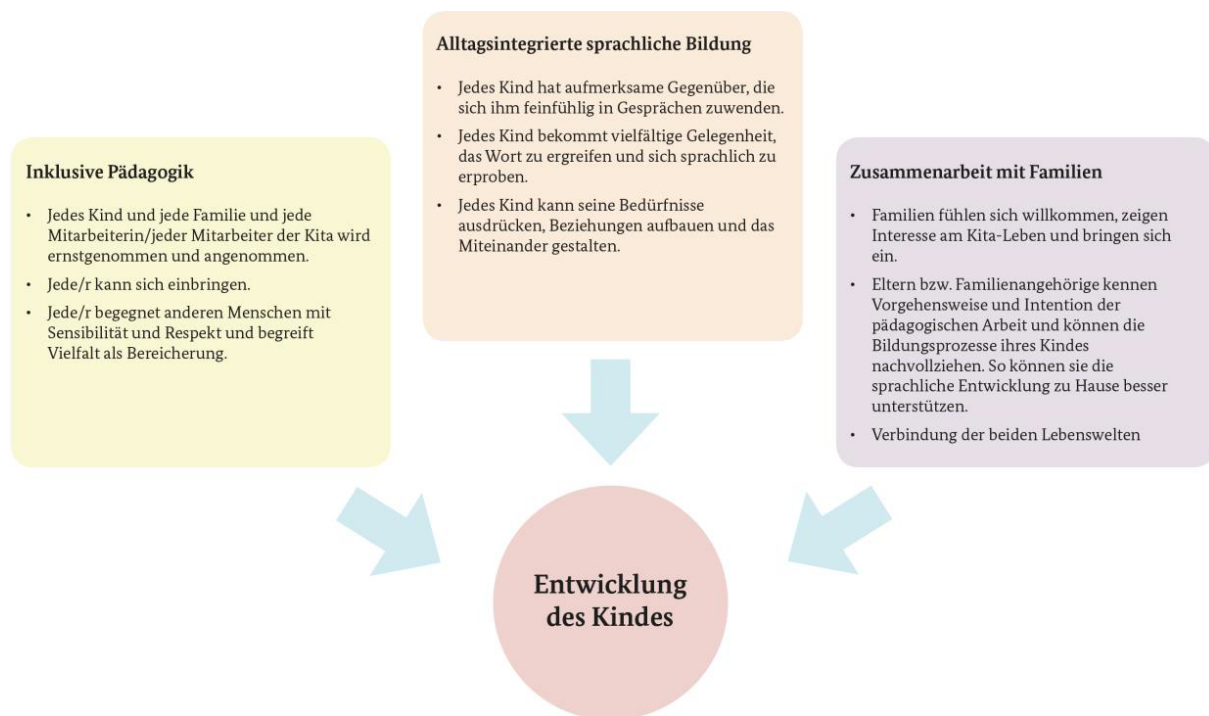 Inklusive Pädagogik
• Jedes Kind und jede Familie und jede
Mitarbeiterin/jeder Mitarbeiter der Kita wird
ernstgenommen und angenommen.
• Jede/r kann sich einbringen.
• Jede/r begegnet anderen Menschen mit
Sensibilität und Respekt und begreift
Vielfalt als Bereicherung.
Alltagsintegrierte sprachliche Bildung
• Jedes Kind hat aufmerksame Gegenüber, die
sich ihm feinfühlig in Gesprächen zuwenden.
• Jedes Kind bekommt vielfältige Gelegenheit,
das Wort zu ergreifen und sich sprachlich zu
erproben.
• Jedes Kind kann seine Bedürfnisse
ausdrücken, Beziehungen aufbauen und das
Miteinander gestalten.
Zusammenarbeit mit Familien
• Familien fühlen sich willkommen, zeigen
Interesse am Kita-Leben und bringen sich
ein.
• Eltern bzw. Familienangehörige kennen
Vorgehensweise und Intention der
pädagogischen Arbeit und können die
Bildungsprozesse ihres Kindes
nachvollziehen. So können sie die
sprachliche Entwicklung zu Hause besser
unterstützen.
• Verbindung der beiden Lebenswelten
Entwicklung
des Kindes